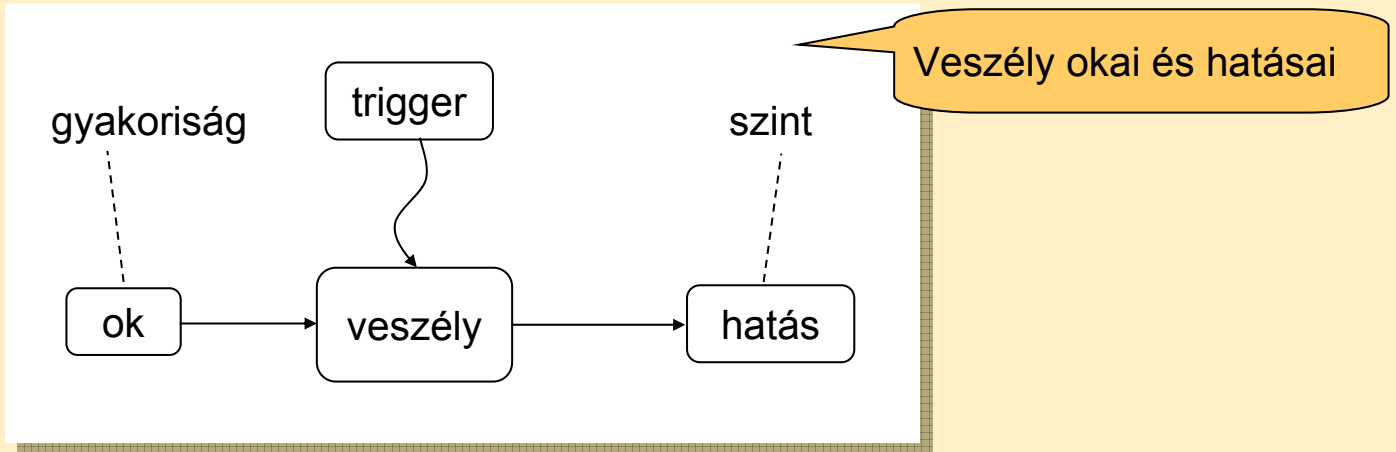 Veszély okai és hatásai
trigger
gyakoriság
szint
ok
veszély
hatás